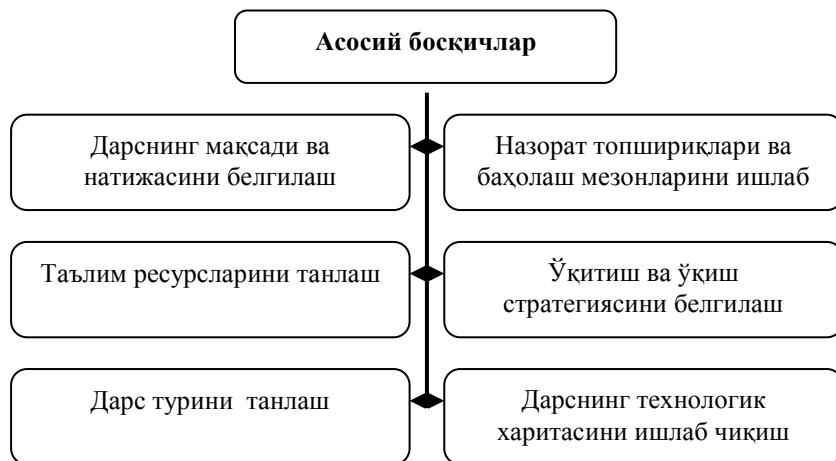 Асосий босқичлар
Дарснинг мақсади ва
натижасини белгилаш
Назорат топшириқлари ва
баҳолаш мезонларини ишлаб
Таълим ресурсларини танлаш
Ўқитиш ва ўқиш
стратегиясини белгилаш
Дарс турини танлаш
Дарснинг технологик
харитасини ишлаб чиқиш